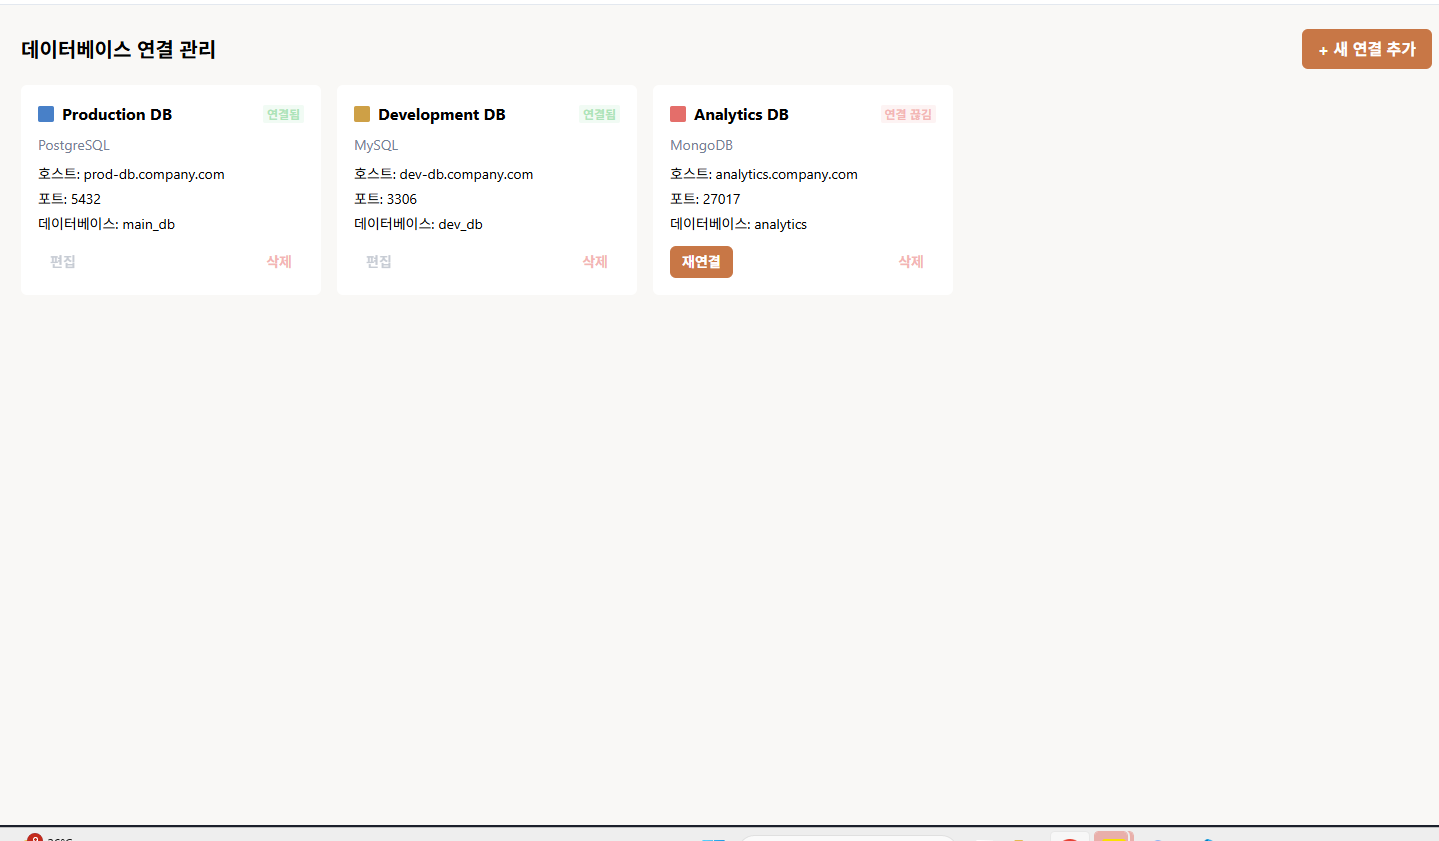 데이터베이스 연결 관리
+ 새 연결 추가
Production DB
연결됨
PostgreSQL
호스트: prod-db.company.com
포트: 5432
데이터베이스: main_db
편집
삭제
Development DB
연결됨
MySQL
호스트: dev-db.company.com
포트: 3306
데이터베이스: dev_db
편집
삭제
Analytics DB
연결 끊김
MongoDB
호스트: analytics.company.com
포트: 27017
데이터베이스: analytics
재연결
삭제